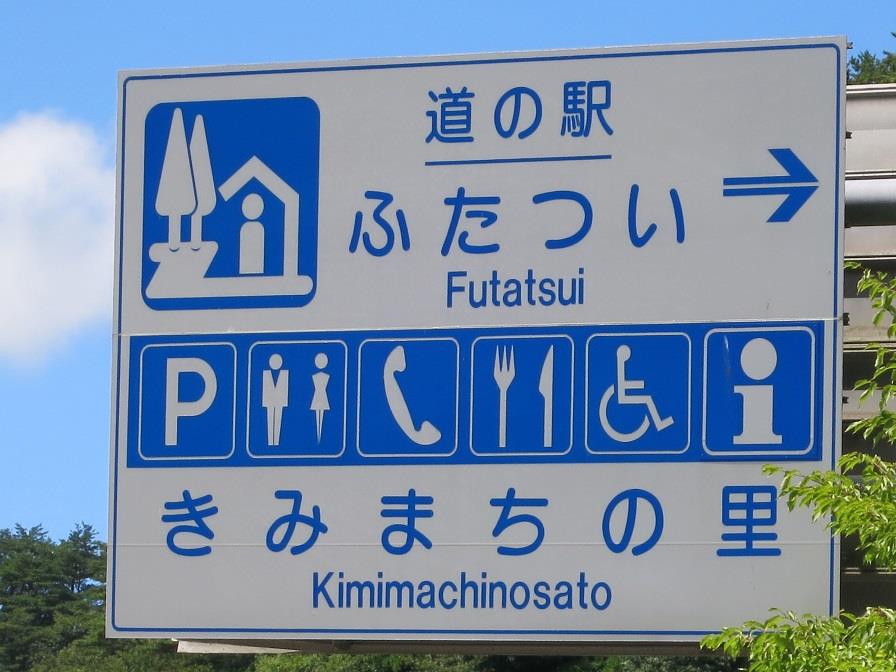 道の駅
ふたつい
Futatsui
P
きみまちの里
Kimimachinosato